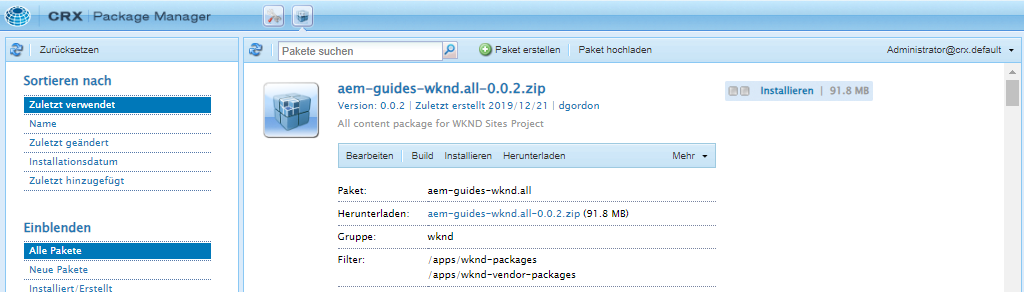 CRX | Package Manager
Zurücksetzen
Pakete suchen
Paket erstellen
Paket hochladen
Administrator@crx.default
Sortieren nach
Zuletzt verwendet
Name
Zuletzt geändert
Installationsdatum
Zuletzt hinzugefügt
Einblenden
Alle Pakete
Neue Pakete
Installiert/Erstellt
aem-guides-wknd.all-0.0.2.zip
Version: 0.0.2 | Zuletzt erstellt 2019/12/21 | dgordon
All content package for WKND Sites Project
Installieren | 91.8 MB
Bearbeiten Build Installieren Herunterladen Mehr
Paket: aem-guides-wknd.all
Herunterladen: aem-guides-wknd.all-0.0.2.zip (91.8 MB)
Gruppe: wknd
Filter: /apps/wknd-packages
/apps/wknd-vendor-packages